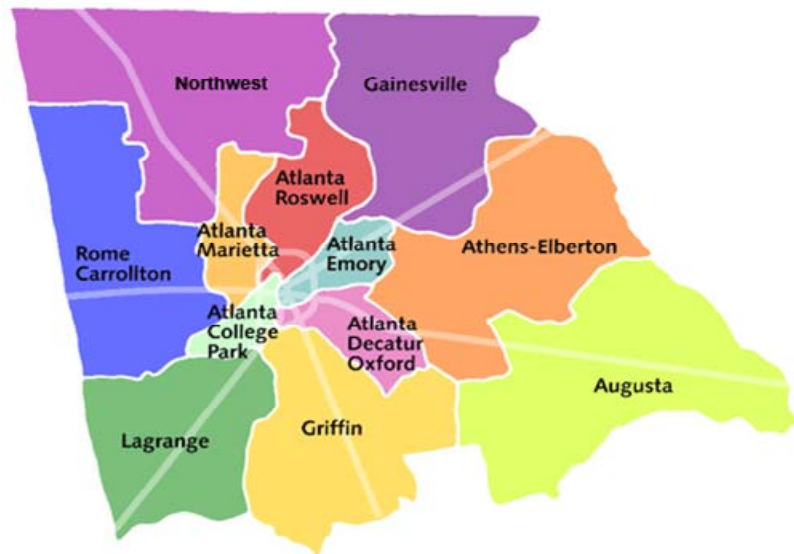 Northwest
Gainesville
Atlanta
Roswell
Atlanta
Marietta
Atlanta
Emory
Athens-Elberton
Rome
Carrollton
Atlanta
College
Park
Atlanta
Decatur
Oxford
Augusta
Lagrange
Griffin